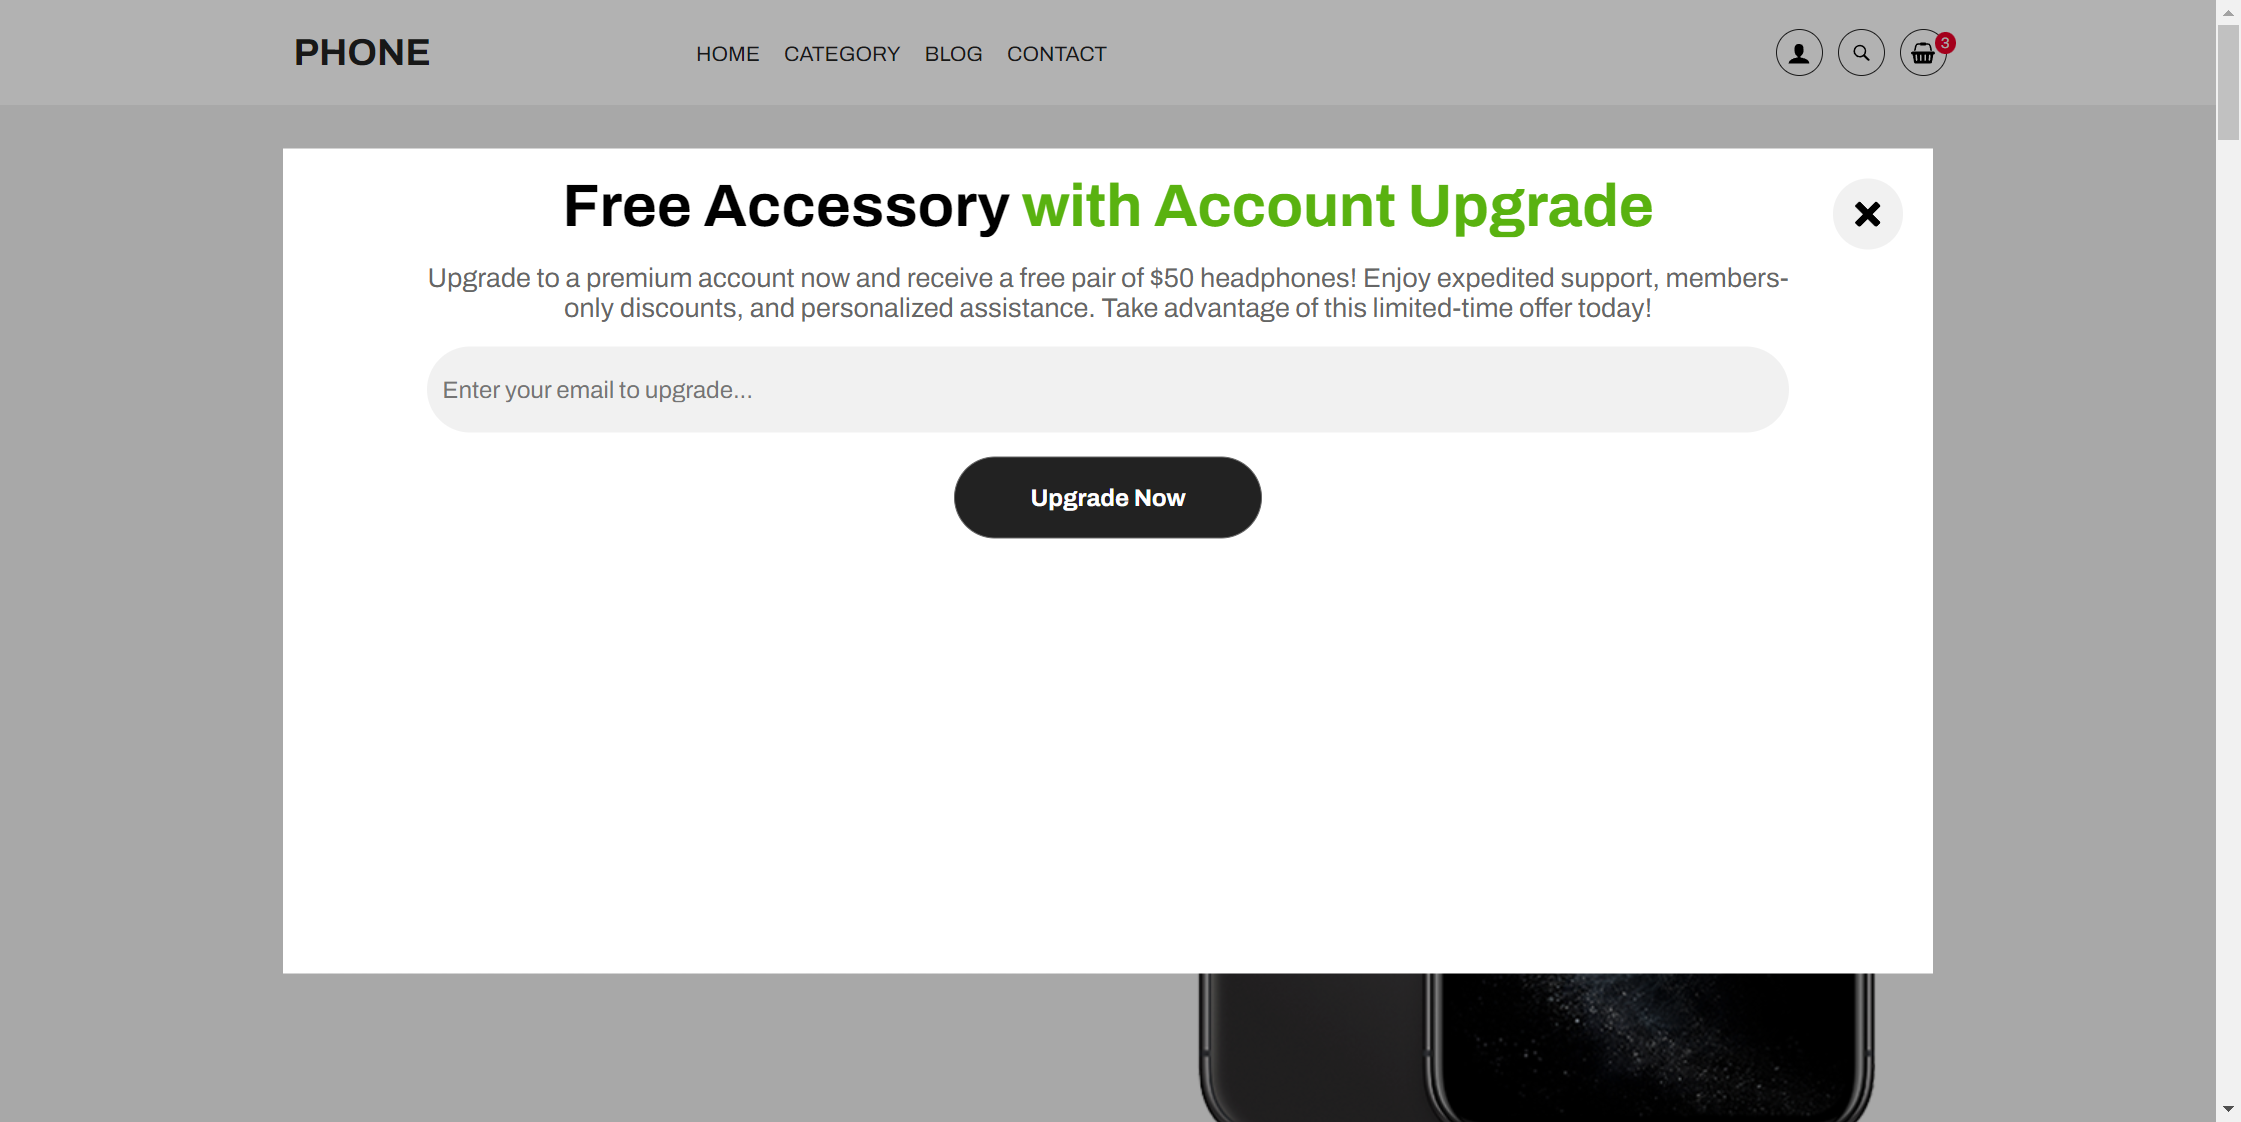 PHONE
HOME CATEGORY BLOG CONTACT
3
Free Accessory with Account Upgrade
Upgrade to a premium account now and receive a free pair of $50 headphones! Enjoy expedited support, members-
only discounts, and personalized assistance. Take advantage of this limited-time offer today!
Enter your email to upgrade...
Upgrade Now